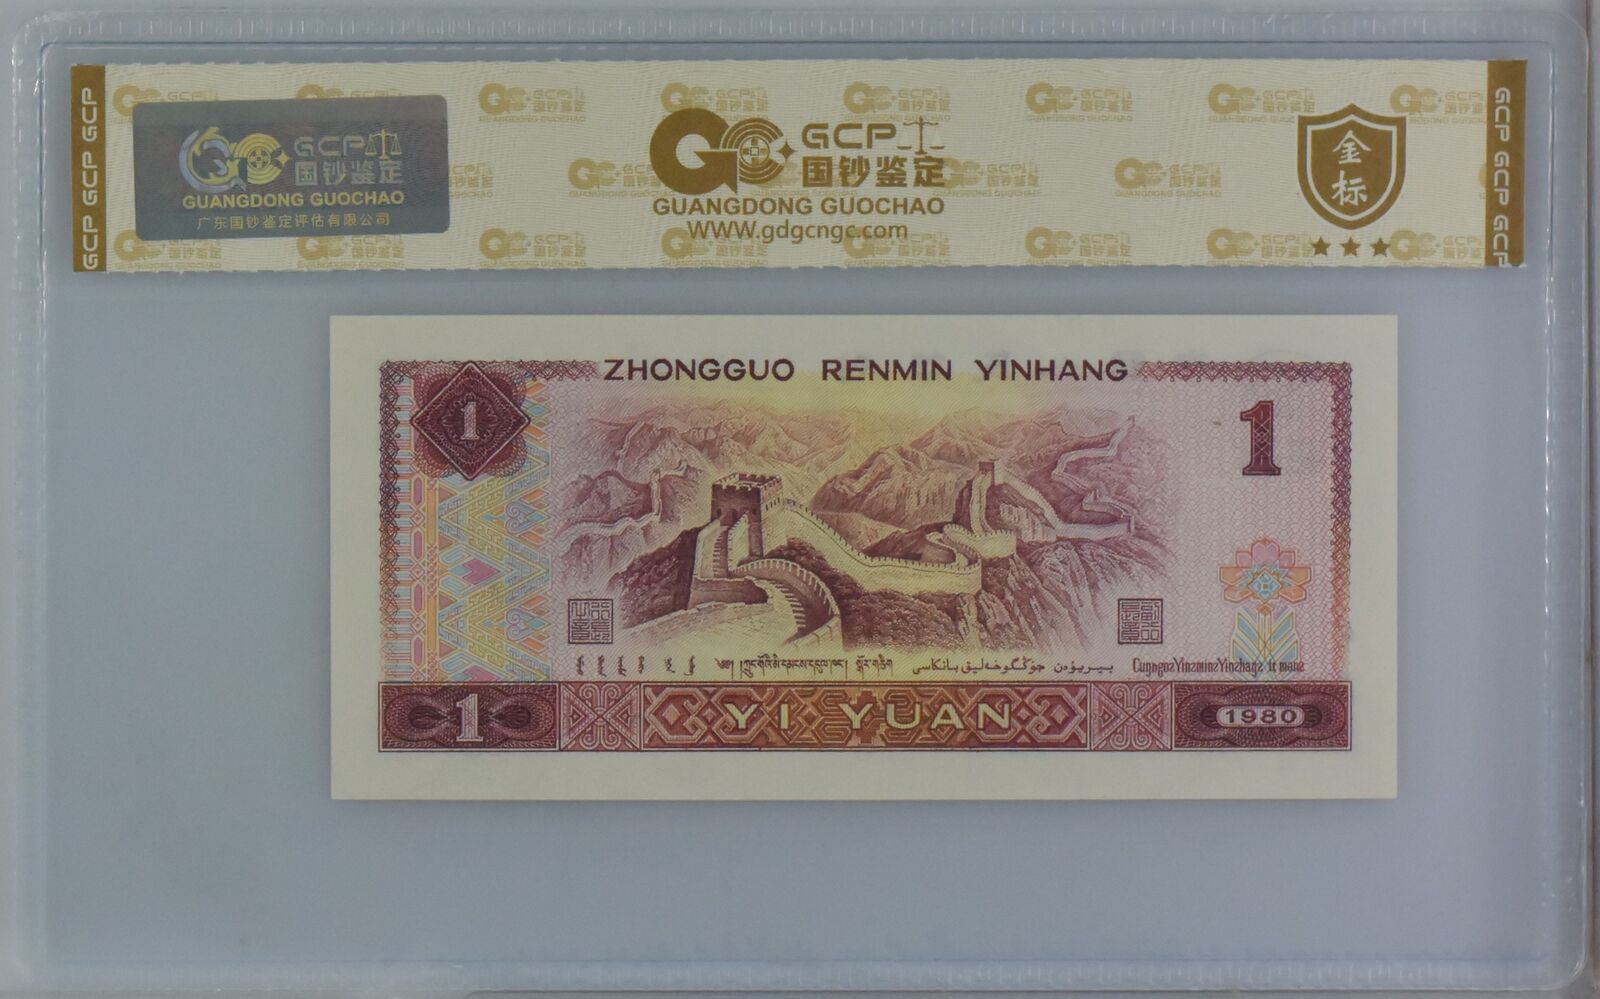 GCP GCP GCP
GCP
国钞鉴定
GUANGDONG GUOCHAO
广东国钞鉴定评估有限公司
GCP
国钞鉴定
GUANGDONG GUOCHAO
WWW.gdgcngc.com
金标
GCP GCP GCP
ZHONGGUO RENMIN YINHANG
1
1
1
YI YUAN
1980